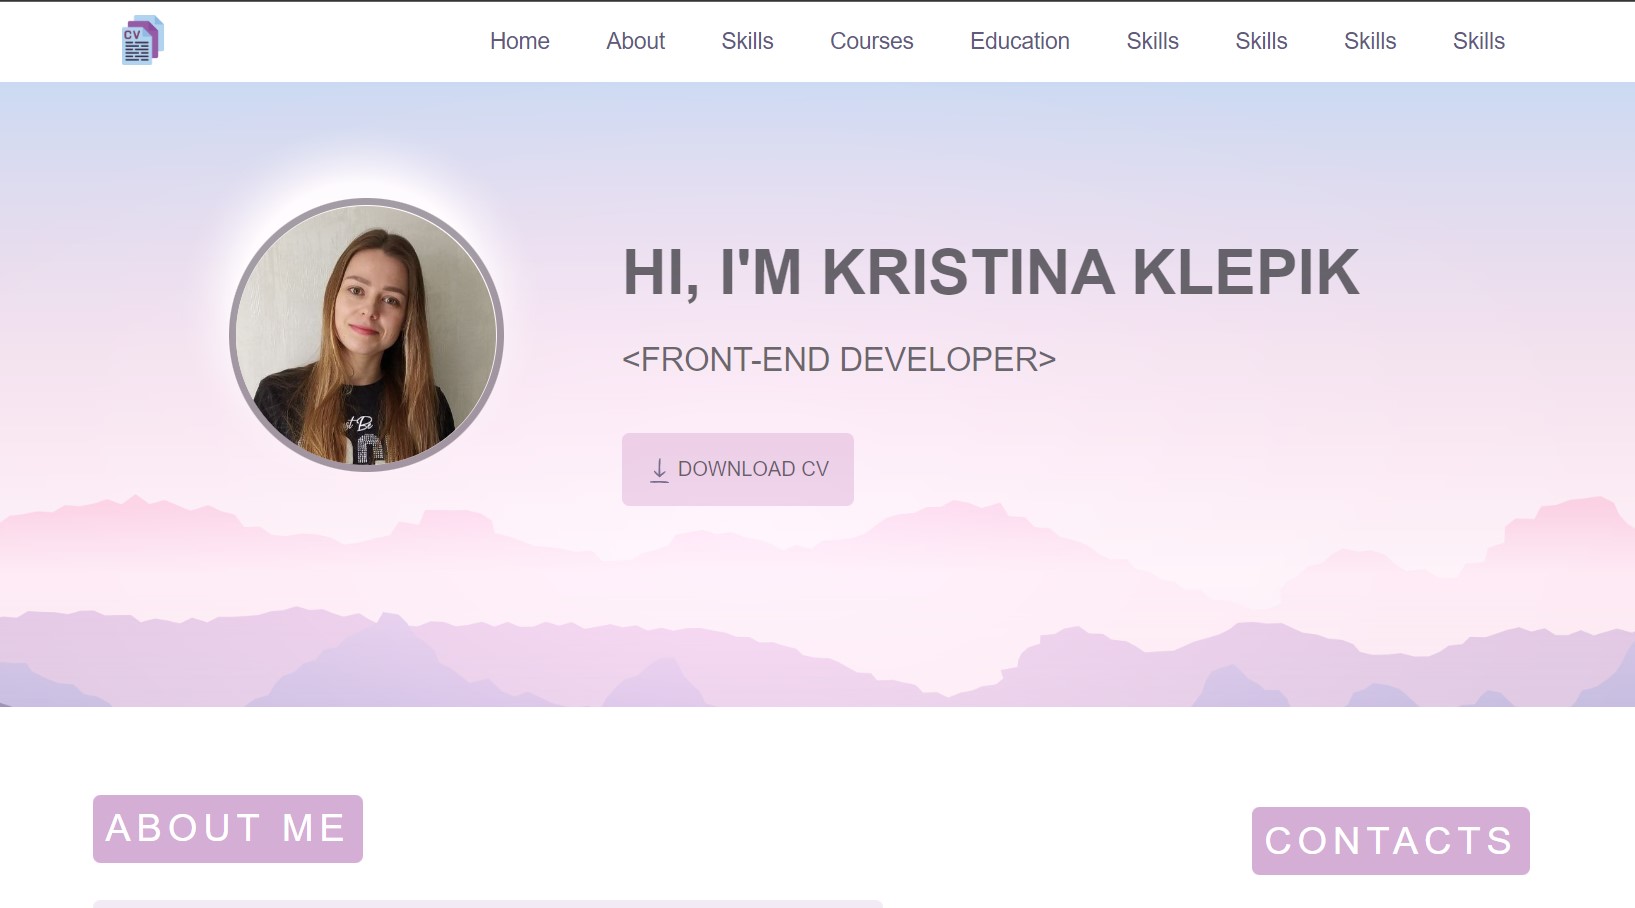 CV
Home About Skills Courses Education Skills Skills Skills Skills
HI, I'M KRISTINA KLEPIK
<FRONT-END DEVELOPER>
DOWNLOAD CV
ABOUT ME
CONTACTS